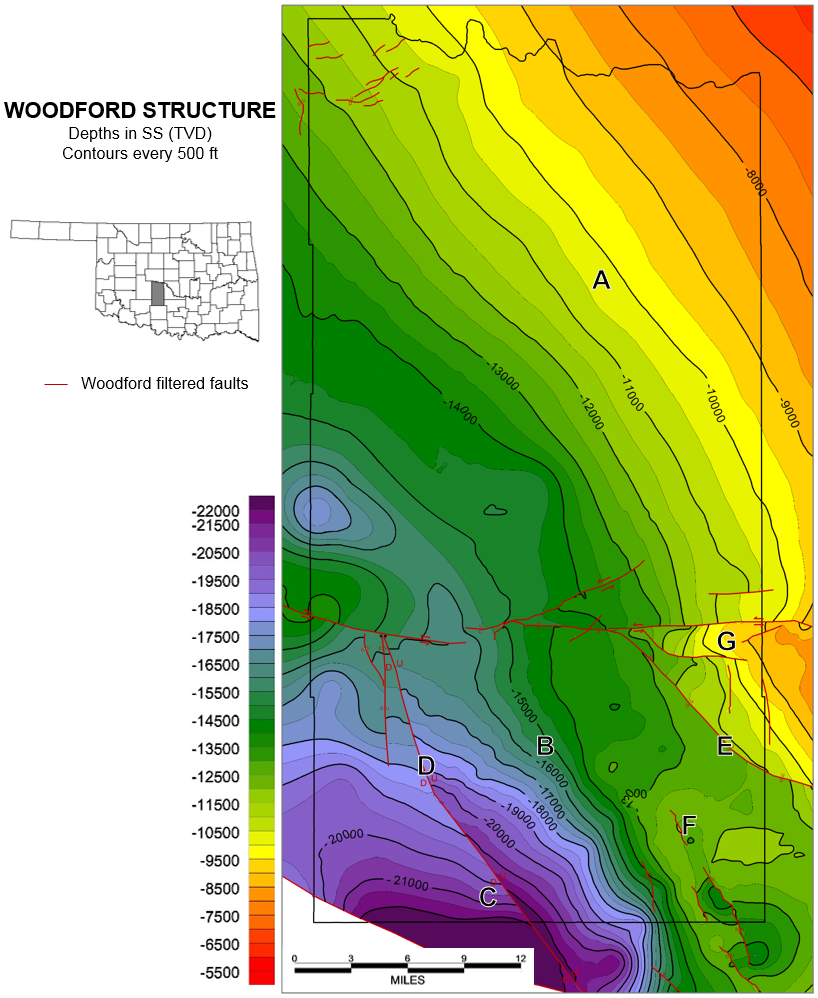 WOODFORD STRUCTURE
Depths in SS (TVD)
Contours every 500 ft
Woodford filtered faults
-22000
-21500
-20500
-19500
-18500
-17500
-16500
-15500
-14500
-13500
-12500
-11500
-10500
-9500
-8500
-7500
-6500
-5500
-8000
A
-13000
-12000
-11000
-10000
-9000
-14000
G
D U
-15000
B
E
-16000
D
D U
-17000
-18000
-19000
-20000
F
-20000
-21000
C
0 3 6 9 12
MILES